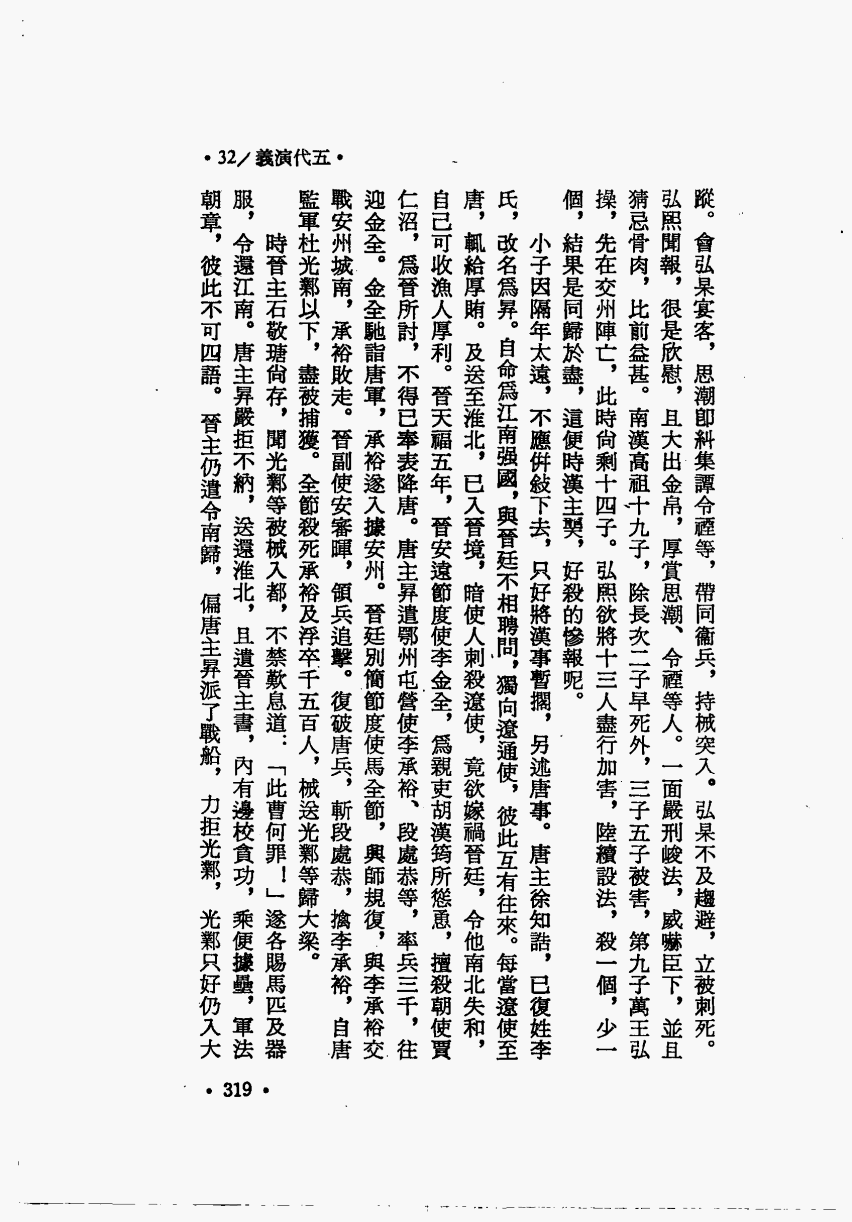 •32/義演代五•
蹤。會弘杲宴客，思潮卽糾集譚令禋等，帶同衞兵，持械突入。弘杲不及趨避，立被刺死。
弘熙聞報，很是欣慰，且大出金帛，厚賞思潮、令禋等人。一面嚴刑峻法，威嚇臣下，並且
猜忌骨肉，比前益甚。南漢高祖十九子，除長次二子早死外，三子五子被害，第九子萬王弘
操，先在交州陣亡，此時尙剩十四子。弘熙欲將十三人盡行加害，陸續設法，殺一個，少一
個，結果是同歸於盡，這便時漢主䶮，好殺的慘報呢。
小子因隔年太遠，不應倂敍下去，只好將漢事暫擱，另述唐事。唐主徐知誥，已復姓李
氏，改名爲昇。自命爲江南强國，與晉廷不相聘問，獨向遼通使，彼此互有往來。每當遼使至
唐，輒給厚賄。及送至淮北，已入晉境，暗使人刺殺遼使，竟欲嫁禍晉廷，令他南北失和，
自己可收漁人厚利。晉天福五年，晉安遠節度使李金全，爲親吏胡漢筠所慫恿，擅殺朝使賈
仁沼，爲晉所討，不得已奉表降唐。唐主昇遣鄂州屯營使李承裕、段處恭等，率兵三千，往
迎金全。金全馳詣唐軍，承裕遂入據安州。晉廷別簡節度使馬全節，興師規復，與李承裕交
戰安州城南，承裕敗走。晉副使安審暉，領兵追擊。復破唐兵，斬段處恭，擒李承裕，自唐
監軍杜光鄴以下，盡被捕獲。全節殺死承裕及浮卒千五百人，械送光鄴等歸大梁。
時晉主石敬瑭尙存，聞光鄴等被械入都，不禁歎息道：「此曹何罪！」遂各賜馬匹及器
服，令還江南。唐主昇嚴拒不納，送還淮北，且遺晉主書，內有邊校貪功，乘便據壘，軍法
朝章，彼此不可四語。晉主仍遣令南歸，偏唐主昇派了戰船，力拒光鄴，光鄴只好仍入大
•319•